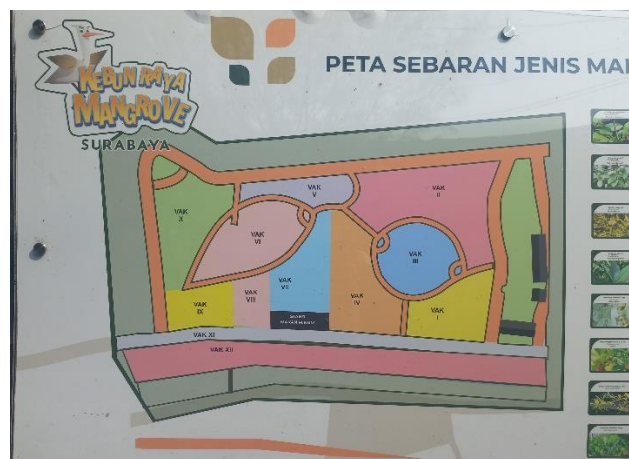 KEBUN RAYA
MANGROVE
SURABAYA
PETA SEBARAN JENIS MA
VAK
V
VAK
II
VAK
X
VAK
VI
VAK
III
VAK
VII
VAK
VIII
VAK
IV
VAK
IX
VAK
I
VAK XI
VAK XII